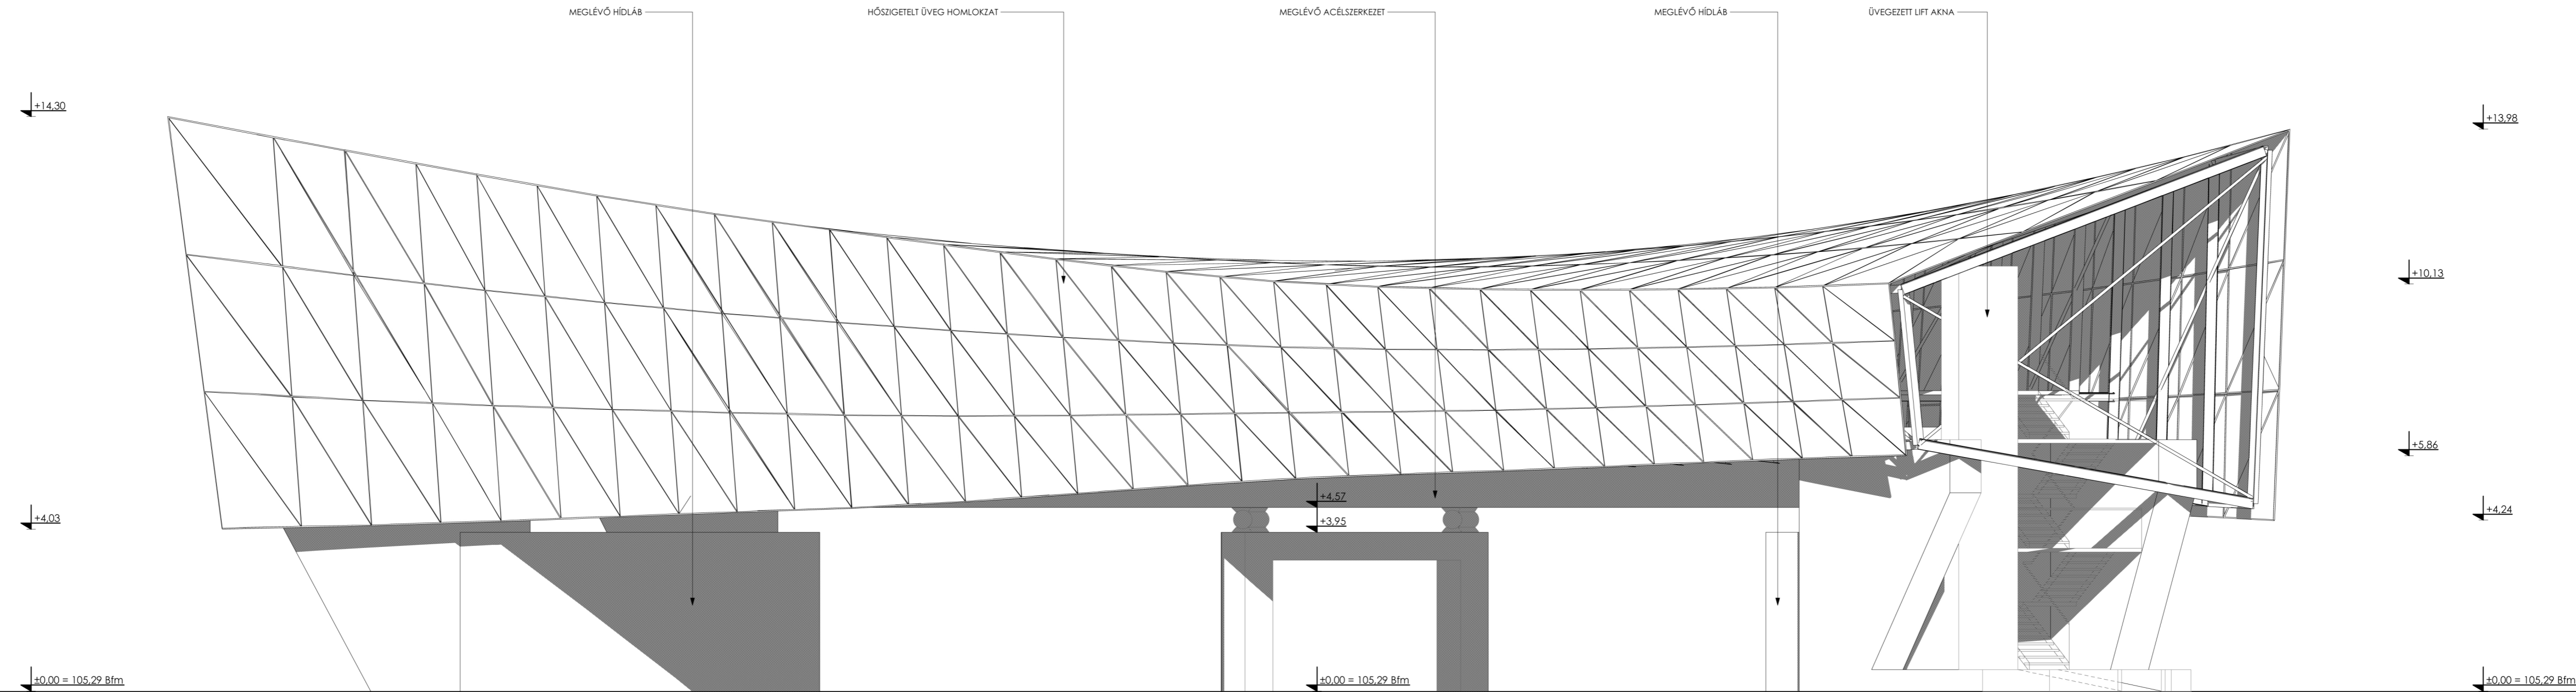 MEGLÉVŐ HÍDLÁB
HŐSZIGETELT ÜVEG HOMLOKZAT
MEGLÉVŐ ACÉLSZERKEZET
MEGLÉVŐ HÍDLÁB
ÜVEGEZETT LIFT AKNA
+14,30
+13,98
+10,13
+5,86
+4,57
+4,03
+3,95
+4,24
±0,00 = 105,29 Bfm
±0,00 = 105,29 Bfm
±0,00 = 105,29 Bfm